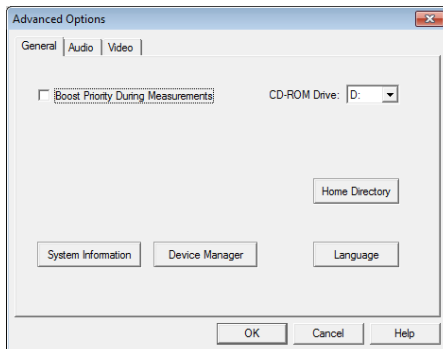 Advanced Options
General Audio Video
Boost Priority During Measurements CD-ROM Drive: D:
Home Directory
System Information Device Manager Language
OK Cancel Help